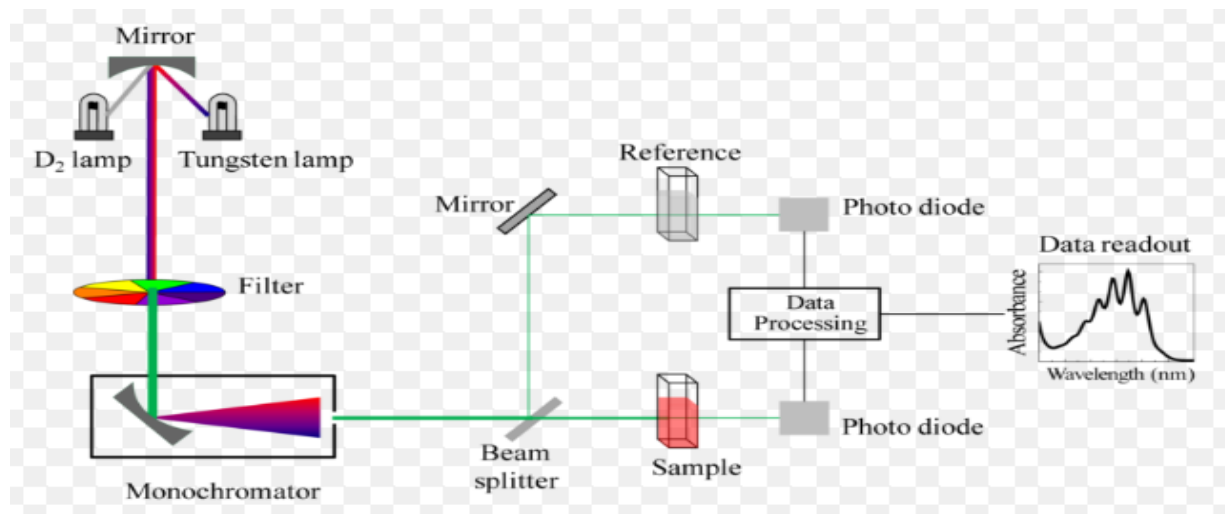 Mirror
D₂ lamp
Tungsten lamp
Filter
Monochromator
Mirror
Reference
Photo diode
Data
Processing
Beam
splitter
Sample
Photo diode
Data readout
Absorbance
Wavelength (nm)